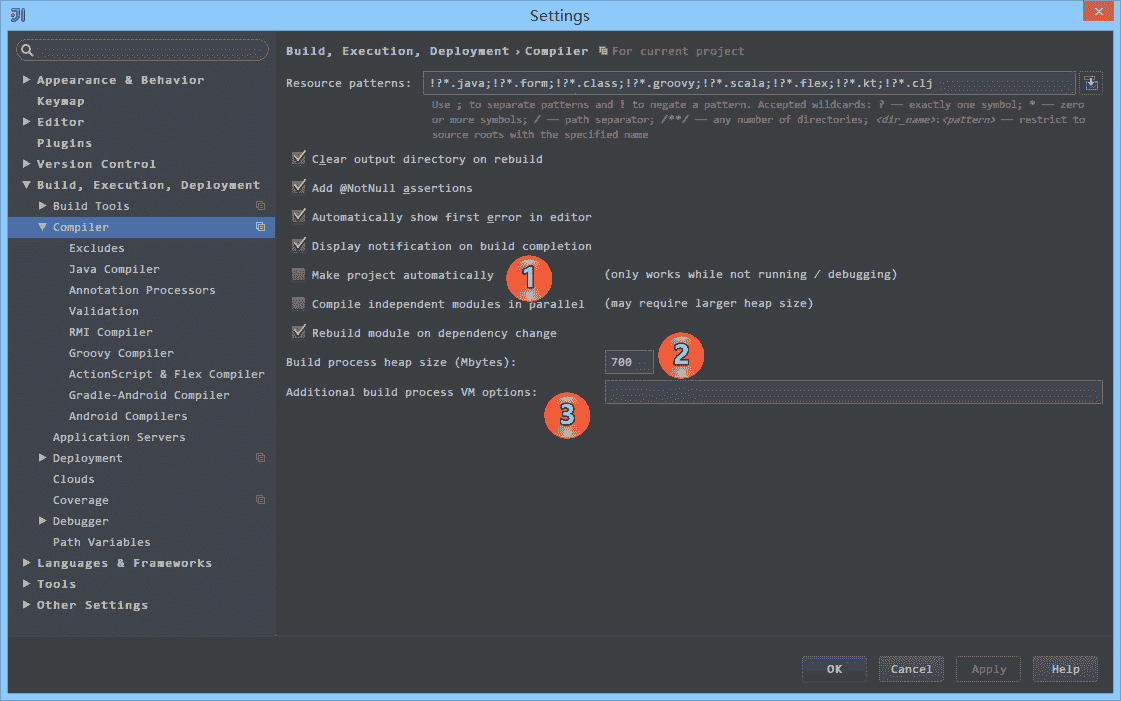 Settings
Appearance & Behavior
Keymap
Editor
Plugins
Version Control
Build, Execution, Deployment
Build Tools
Compiler
Excludes
Java Compiler
Annotation Processors
Validation
RMI Compiler
Groovy Compiler
ActionScript & Flex Compiler
Gradle-Android Compiler
Android Compilers
Application Servers
Deployment
Clouds
Coverage
Debugger
Path Variables
Languages & Frameworks
Tools
Other Settings
Build, Execution, Deployment › Compiler For current project
Resource patterns: !?*.java;!?*.form;!?*.class;!?*.groovy;!?*.scala;!?*.flex;!?*.kt;!?*.clj
Use ; to separate patterns and ! to negate a pattern. Accepted wildcards: ? — exactly one symbol; * — zero
or more symbols; / — path separator; /**/ — any number of directories; <dir_name>:<pattern> — restrict to
source roots with the specified name
Clear output directory on rebuild
Add @NotNull assertions
Automatically show first error in editor
Display notification on build completion
Make project automatically 1 (only works while not running / debugging)
Compile independent modules in parallel (may require larger heap size)
Rebuild module on dependency change
Build process heap size (Mbytes): 700 2
Additional build process VM options: 3
OK Cancel Apply Help